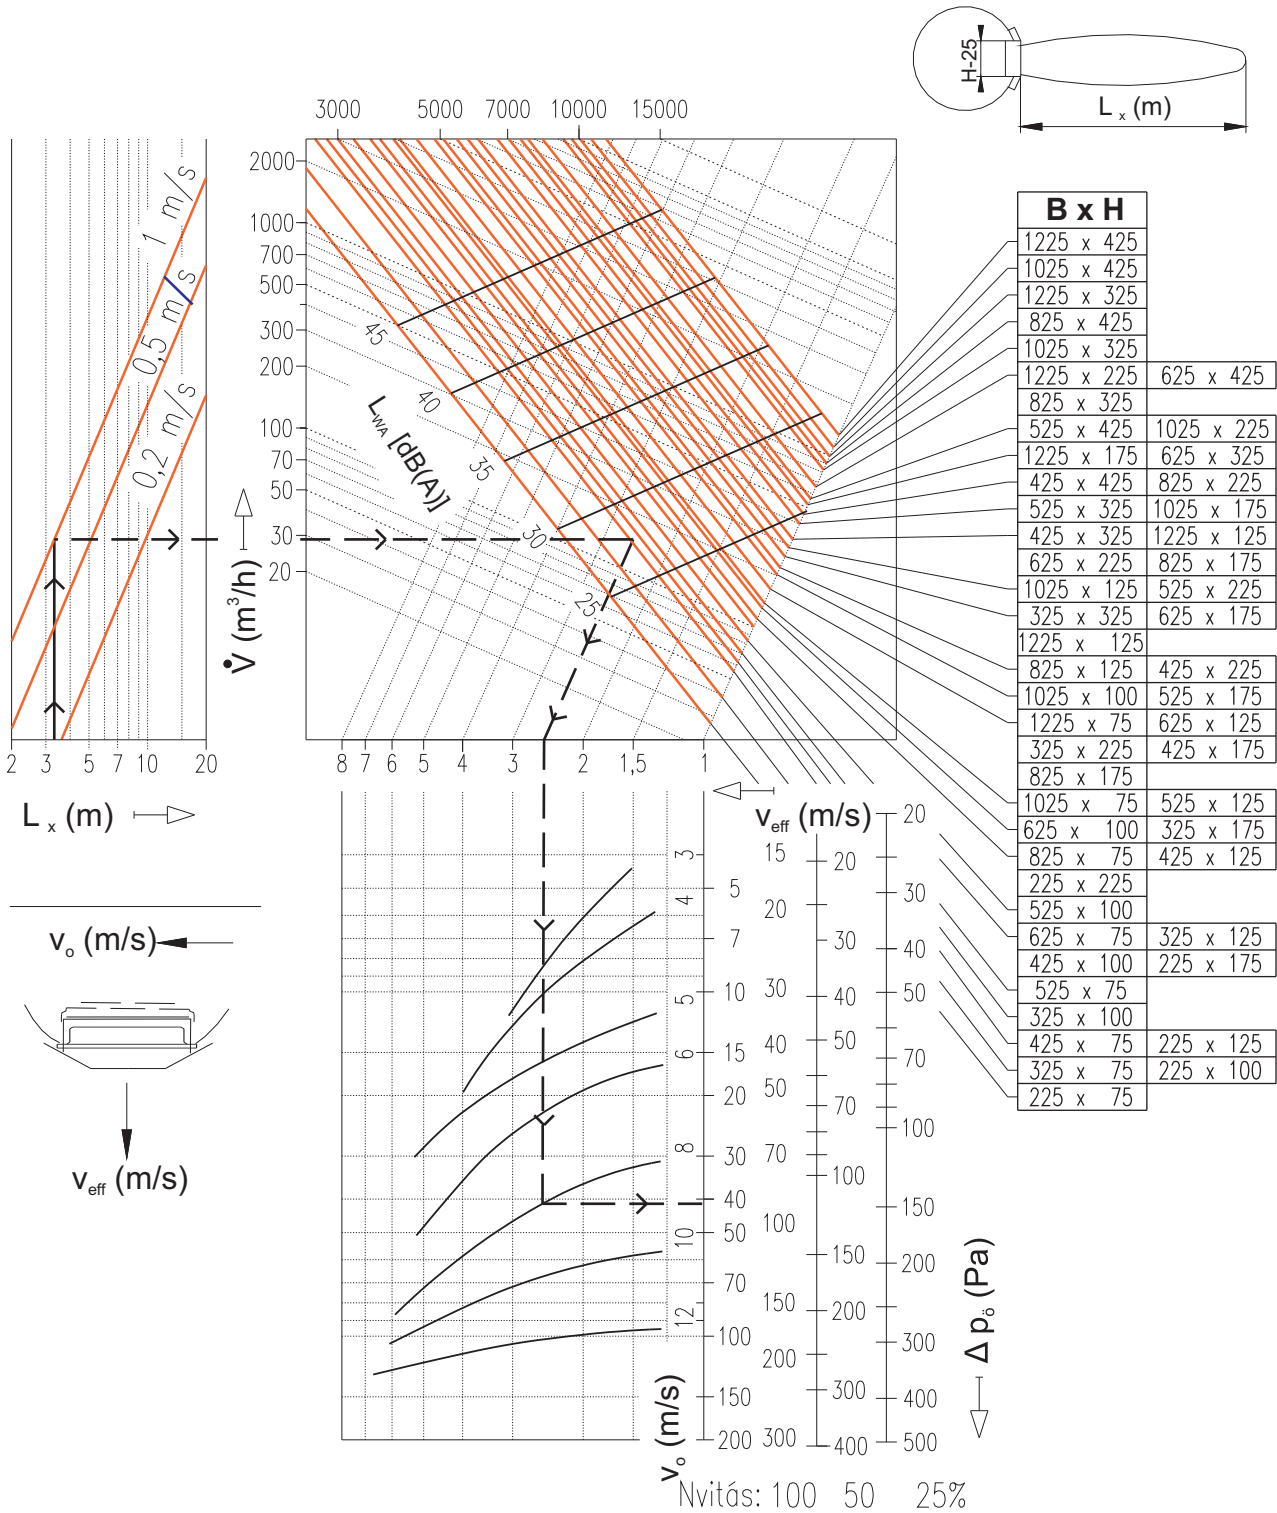 H-25
L x (m)
3000 5000 7000 10000 15000
2000
1000
700
500
300
200
100
70
50
30
20
V̇ (m³/h)
1 m/s
0,5 m/s
0,2 m/s
2 3 5 7 10 20
L x (m)
45
40
35
30
25
LWA [dB(A)]
8 7 6 5 4 3 2 1,5 1
veff (m/s)
B x H
1225 x 425
1025 x 425
1225 x 325
825 x 425
1025 x 325
1225 x 225 625 x 425
825 x 325
525 x 425 1025 x 225
1225 x 175 625 x 325
425 x 425 825 x 225
525 x 325 1025 x 175
425 x 325 1225 x 125
625 x 225 825 x 175
1025 x 125 525 x 225
325 x 325 625 x 175
1225 x 125
825 x 125 425 x 225
1025 x 100 525 x 175
1225 x 75 625 x 125
325 x 225 425 x 175
825 x 175
1025 x 75 525 x 125
625 x 100 325 x 175
825 x 75 425 x 125
225 x 225
525 x 100
625 x 75 325 x 125
425 x 100 225 x 175
525 x 75
325 x 100
425 x 75 225 x 125
325 x 75 225 x 100
225 x 75
vo (m/s)
veff (m/s)
3
4
5
6
8
10
12
vo (m/s)
5
7
10
15
20
30
40
50
70
100
150
200
15
20
30
40
50
70
100
150
200
300
20
30
40
50
70
100
150
200
300
400
20
30
40
50
70
100
150
200
300
400
500
Δ pö (Pa)
Nvitás: 100 50 25%